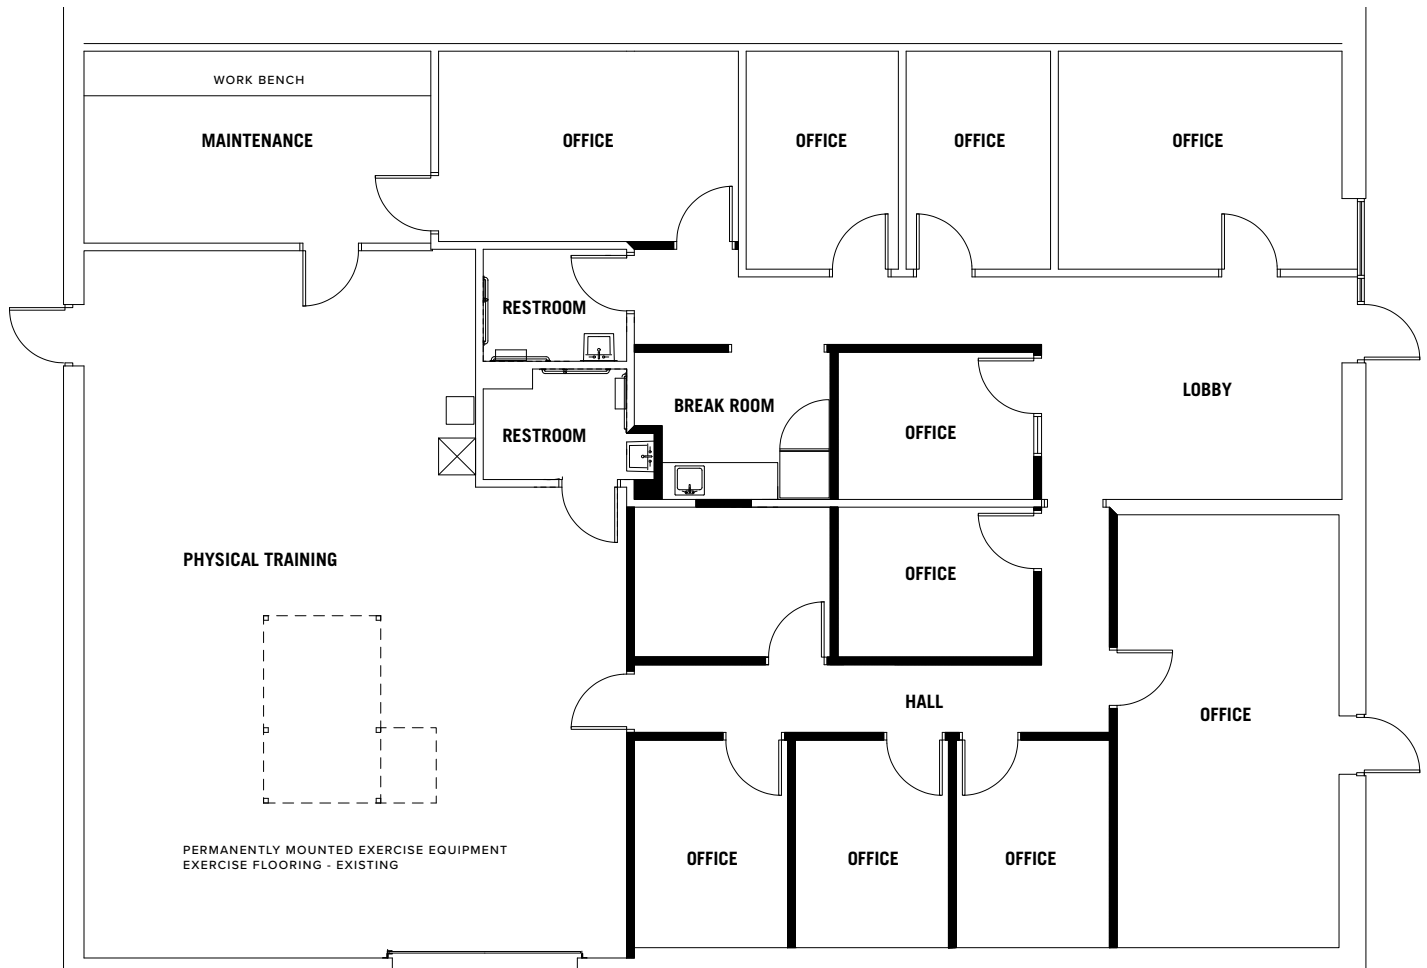 WORK BENCH
MAINTENANCE
OFFICE
OFFICE
OFFICE
OFFICE
RESTROOM
LOBBY
BREAK ROOM
OFFICE
RESTROOM
PHYSICAL TRAINING
OFFICE
HALL
OFFICE
PERMANENTLY MOUNTED EXERCISE EQUIPMENT
EXERCISE FLOORING - EXISTING
OFFICE
OFFICE
OFFICE